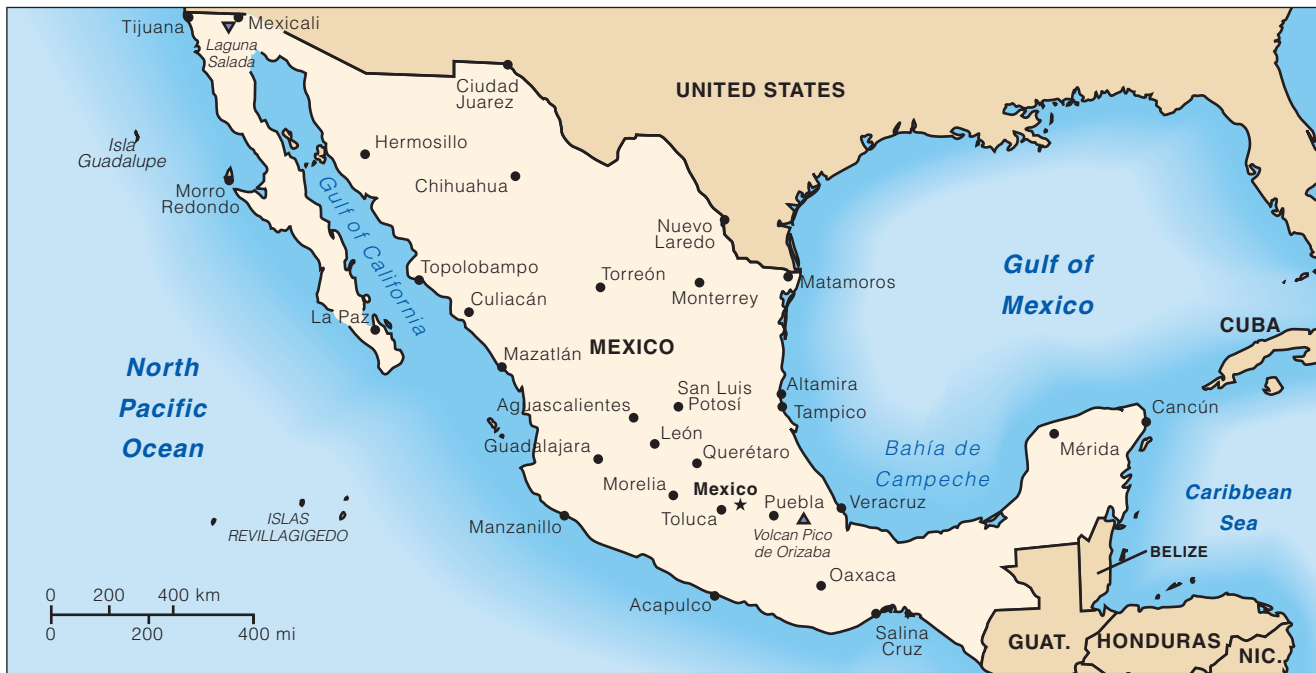 Tijuana
Mexicali
Laguna
Salada
Ciudad
Juarez
UNITED STATES
Isla
Guadalupe
Hermosillo
Chihuahua
Morro
Redondo
Gulf of California
Nuevo
Laredo
Topolobampo
Torreón
Monterrey
Matamoros
Gulf of
Mexico
Culiacán
La Paz
CUBA
Mazatlán
MEXICO
North
Pacific
Ocean
San Luis
Potosí
Altamira
Tampico
Aguascalientes
Cancún
León
Guadalajara
Querétaro
Mérida
Bahía de
Campeche
Morelia
Mexico
Puebla
Veracruz
Caribbean
Sea
Toluca
Manzanillo
ISLAS
REVILLAGIGEDO
Volcan Pico
de Orizaba
BELIZE
Oaxaca
0 200 400 km
0 200 400 mi
Acapulco
Salina
Cruz
GUAT.
HONDURAS
NIC.